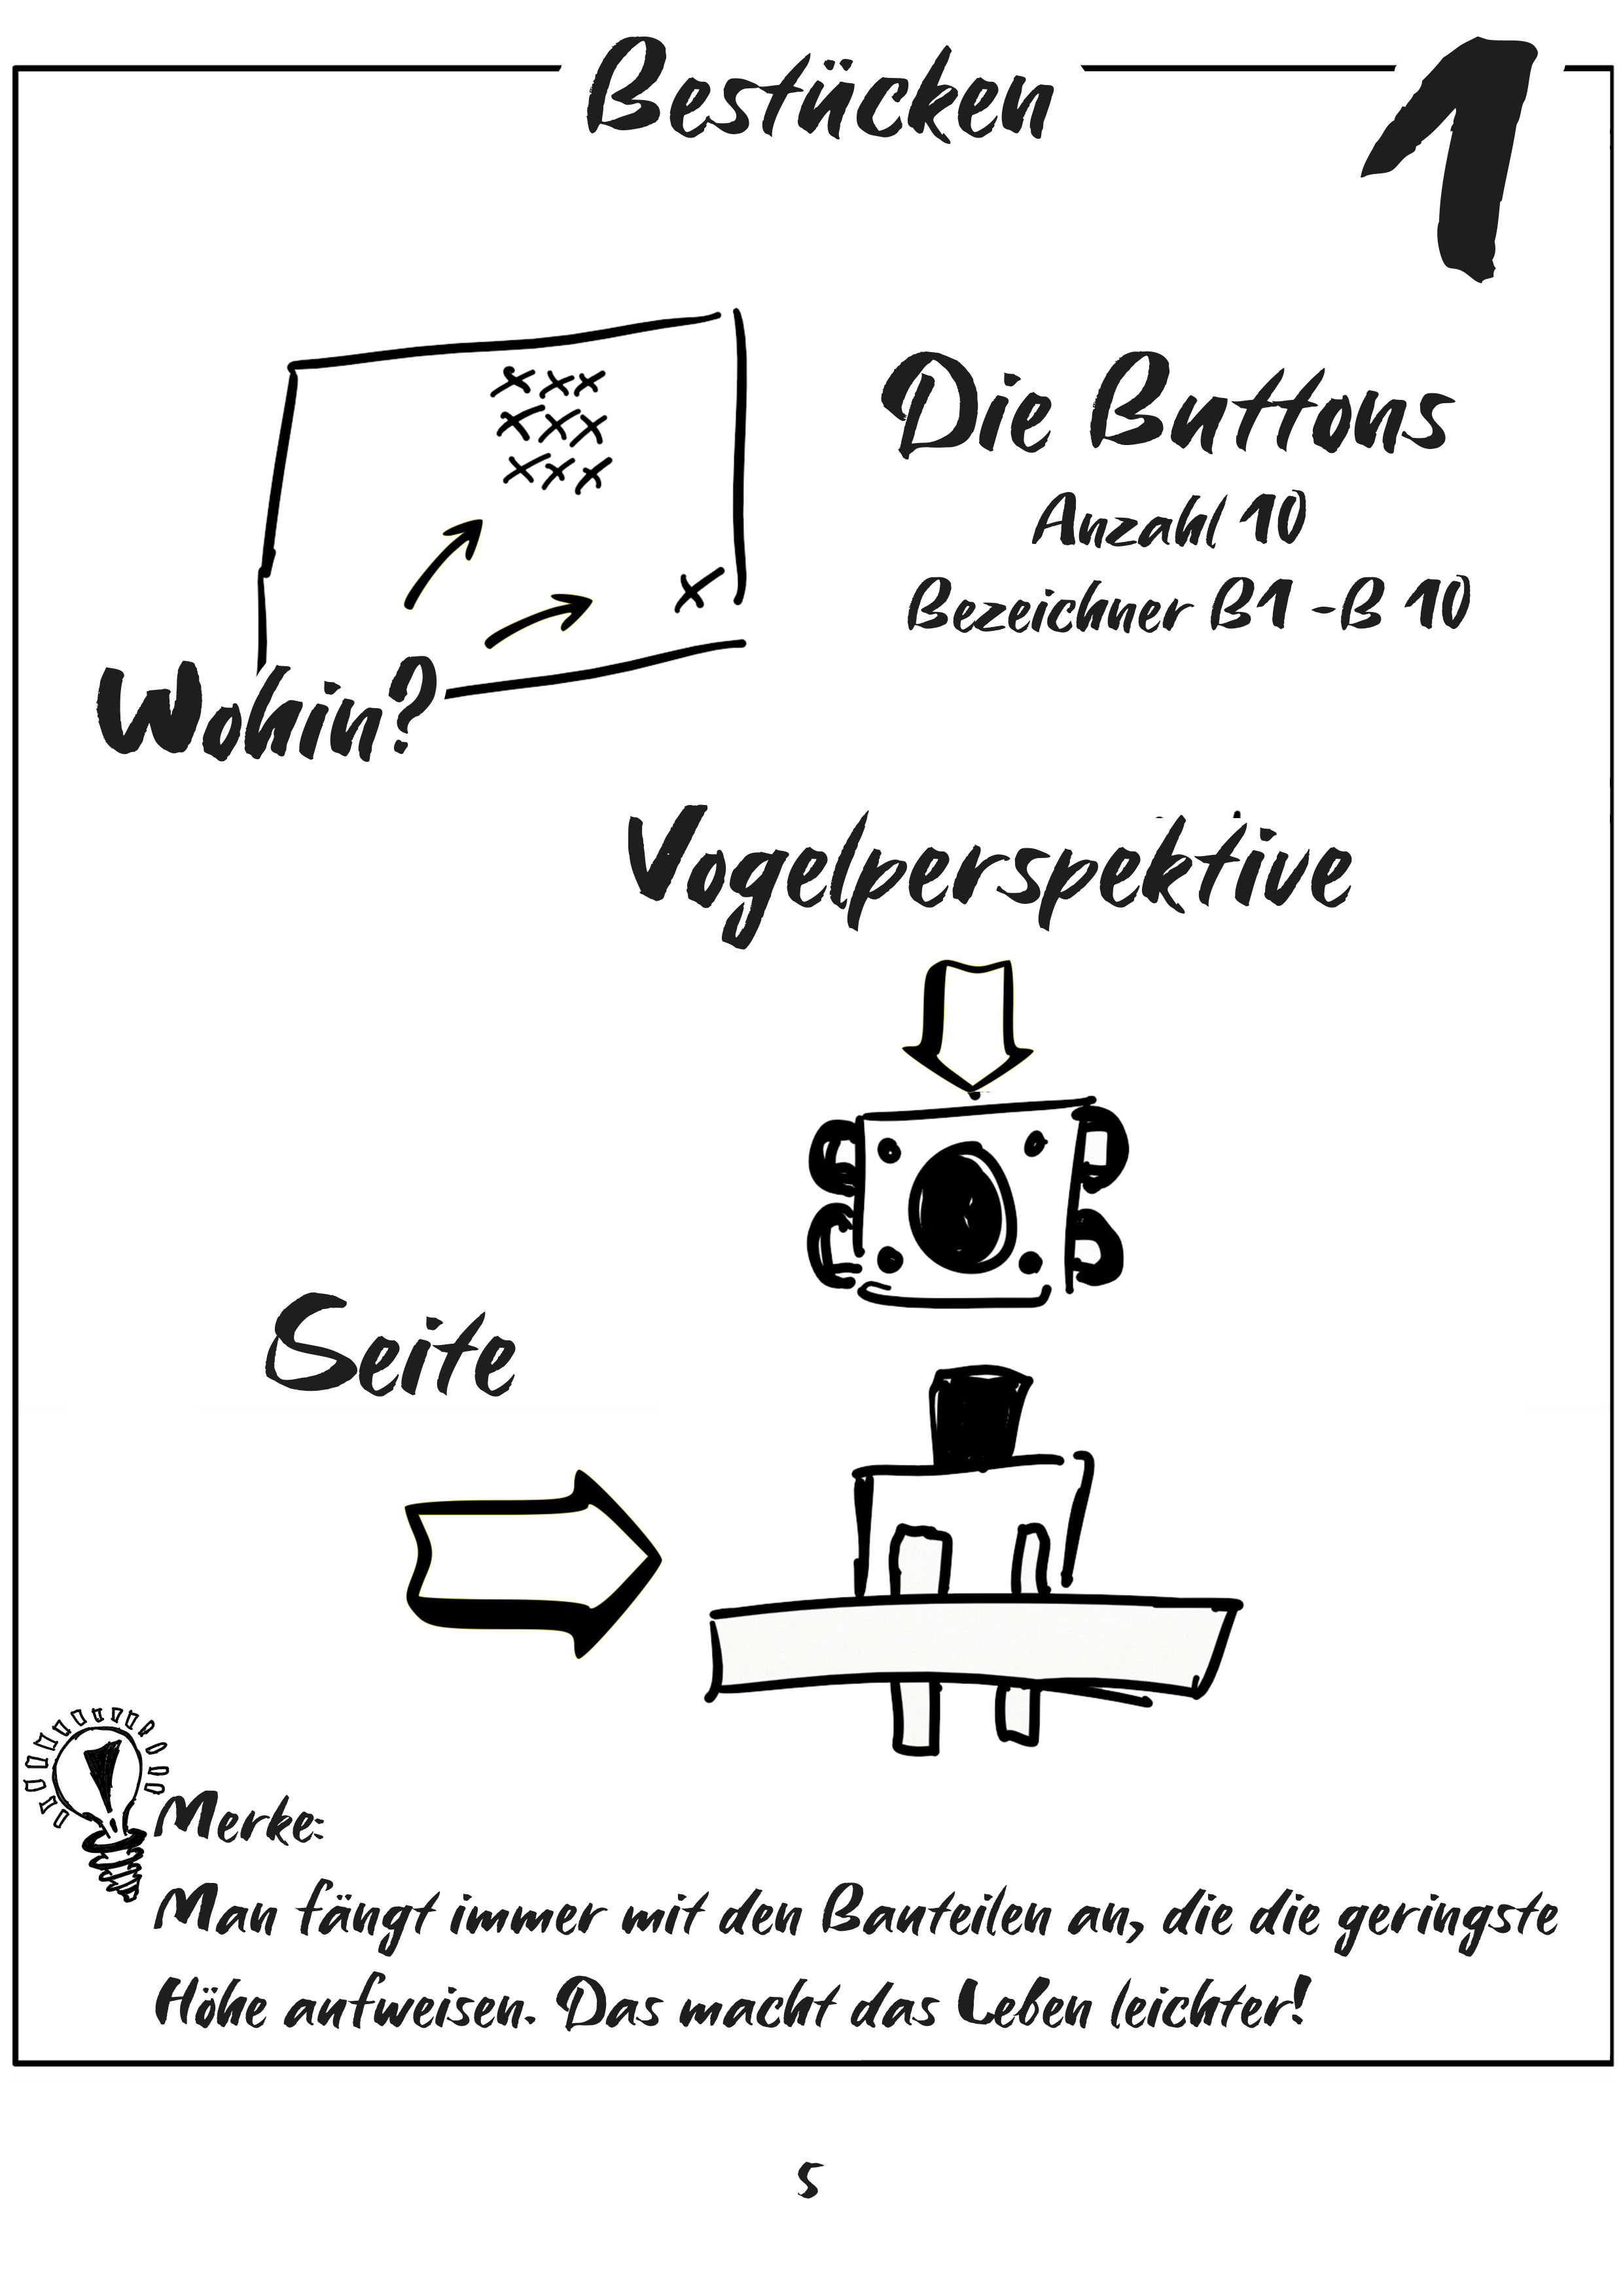 Bestücken
1
Die Buttons
Anzahl 10
Bezeichner B1 -B 10
Wohin?
Vogelperspektive
Seite
Merke:
Man fängt immer mit den Bauteilen an, die die geringste
Höhe aufweisen. Das macht das Leben leichter!
5